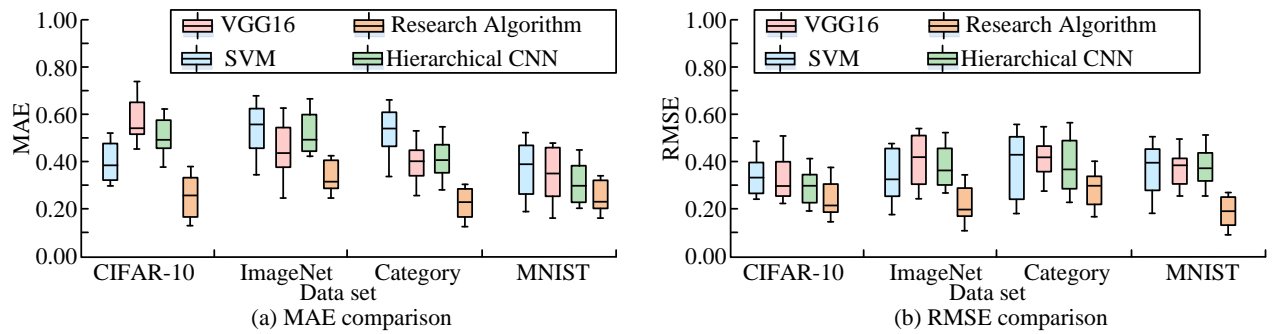 VGG16 Research Algorithm
SVM Hierarchical CNN
MAE
1.00
0.80
0.60
0.40
0.20
0.00
CIFAR-10 ImageNet Category MNIST
Data set
(a) MAE comparison
VGG16 Research Algorithm
SVM Hierarchical CNN
RMSE
1.00
0.80
0.60
0.40
0.20
0.00
CIFAR-10 ImageNet Category MNIST
Data set
(b) RMSE comparison